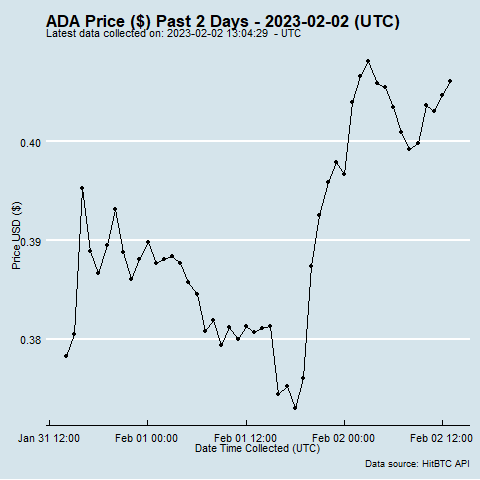 ADA Price ($) Past 2 Days - 2023-02-02 (UTC)
Latest data collected on: 2023-02-02 13:04:29 - UTC
0.40
0.39
0.38
Price USD ($)
Jan 31 12:00 Feb 01 00:00 Feb 01 12:00 Feb 02 00:00 Feb 02 12:00
Date Time Collected (UTC)
Data source: HitBTC API